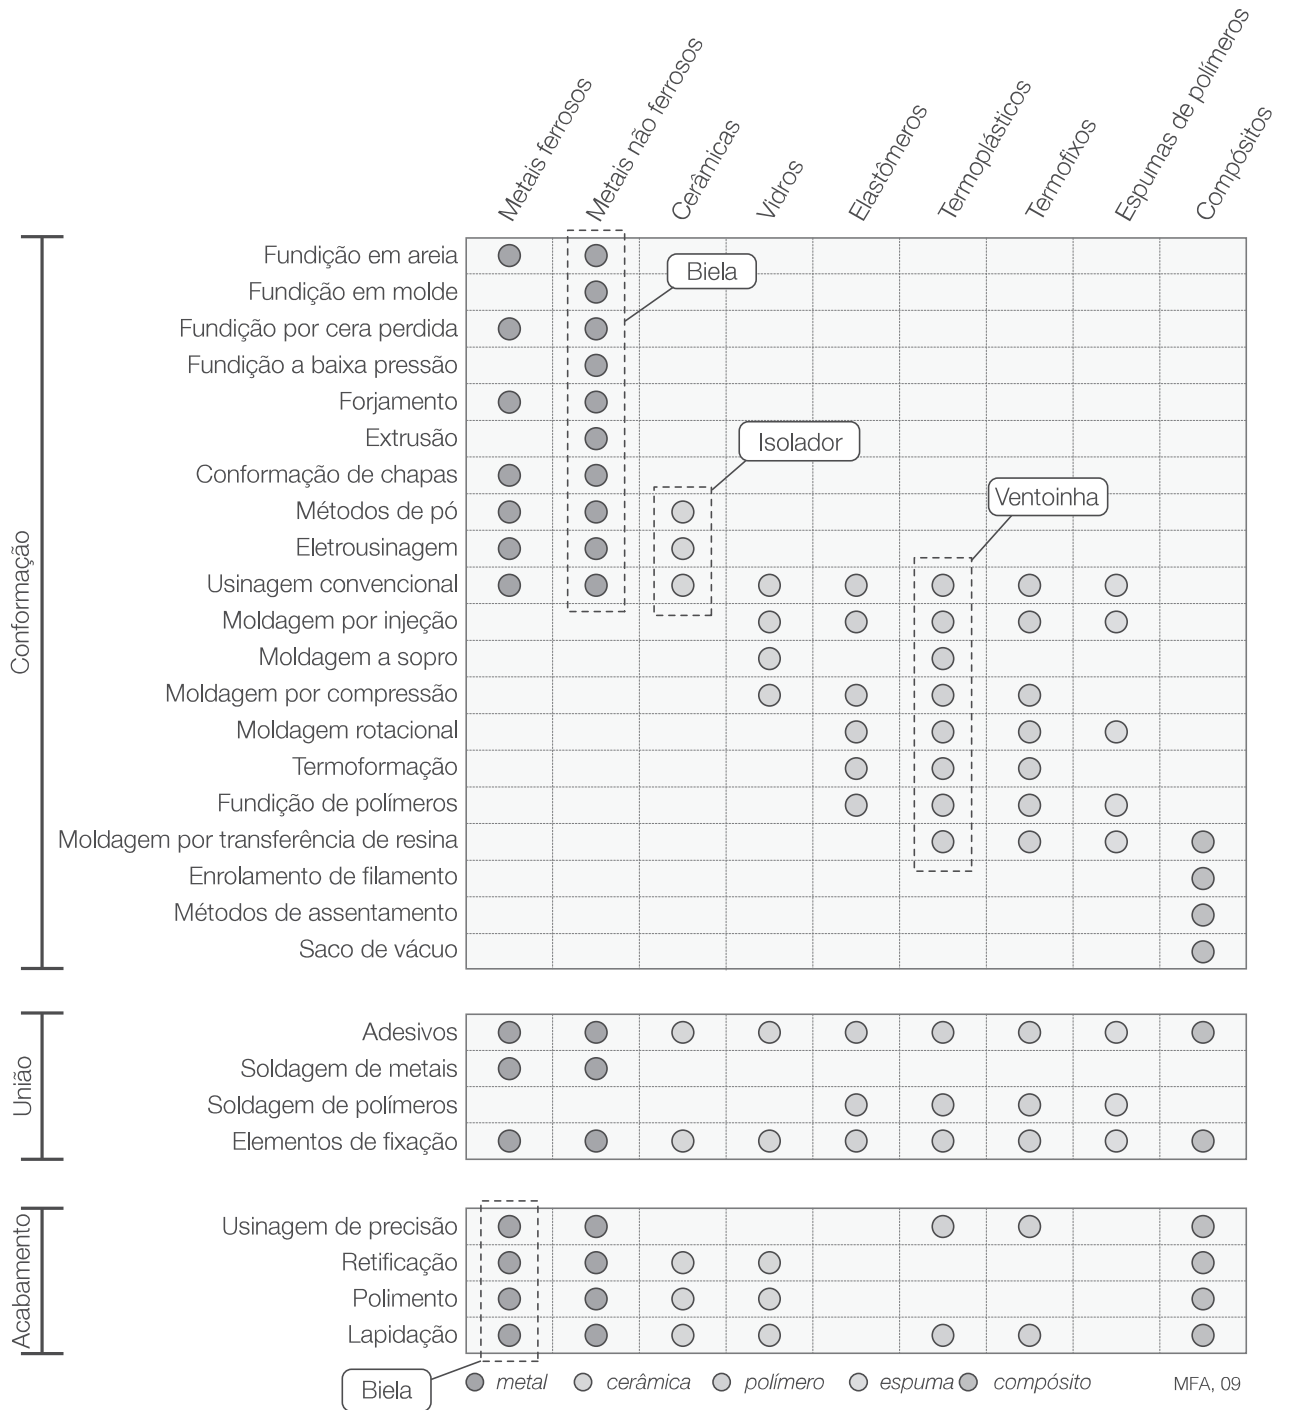 Metais ferrosos
Metais não ferrosos
Cerâmicas
Vidros
Elastômeros
Termoplásticos
Termofixos
Espumas de polímeros
Compósitos
Conformação
Fundição em areia
Biela
Fundição em molde
Fundição por cera perdida
Fundição a baixa pressão
Forjamento
Extrusão
Isolador
Conformação de chapas
Ventoinha
Métodos de pó
Eletrousinagem
Usinagem convencional
Moldagem por injeção
Moldagem a sopro
Moldagem por compressão
Moldagem rotacional
Termoformação
Fundição de polímeros
Moldagem por transferência de resina
Enrolamento de filamento
Métodos de assentamento
Saco de vácuo
União
Adesivos
Soldagem de metais
Soldagem de polímeros
Elementos de fixação
Acabamento
Usinagem de precisão
Retificação
Polimento
Lapidação
Biela
metal cerâmica polímero espuma compósito MFA, 09